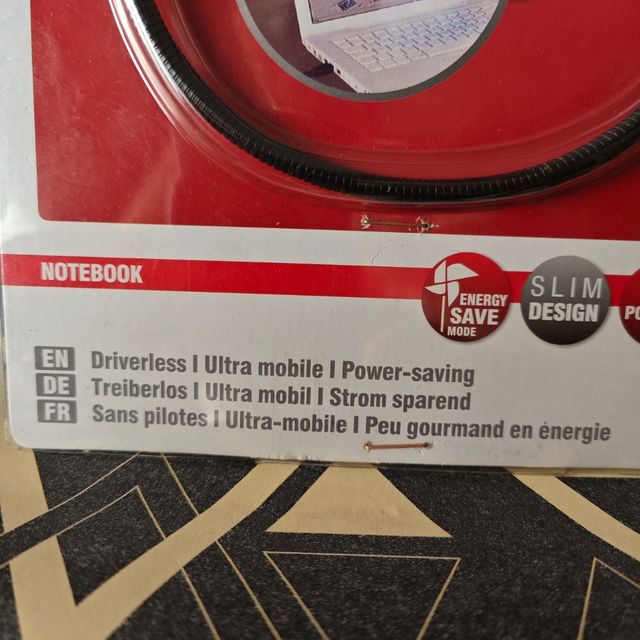 NOTEBOOK
ENERGY
SAVE
MODE
SLIM
DESIGN
EN Driverless I Ultra mobile I Power-saving
DE Treiberlos I Ultra mobil I Strom sparend
FR Sans pilotes I Ultra-mobile I Peu gourmand en énergie